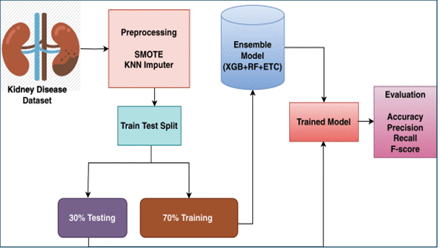 Kidney Disease
Dataset
Preprocessing
SMOTE
KNN Imputer
Train Test Split
30% Testing
70% Training
Ensemble
Model
(XGB+RF+ETC)
Trained Model
Evaluation
Accuracy
Precision
Recall
F-score